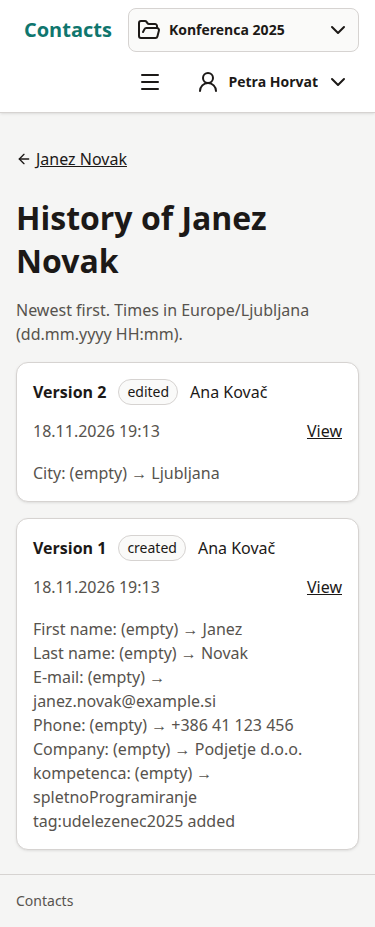 Contacts
Konferenca 2025
Petra Horvat
← Janez Novak
History of Janez
Novak
Newest first. Times in Europe/Ljubljana
(dd.mm.yyyy HH:mm).
Version 2 edited Ana Kovač
18.11.2026 19:13 View
City: (empty) → Ljubljana
Version 1 created Ana Kovač
18.11.2026 19:13 View
First name: (empty) → Janez
Last name: (empty) → Novak
E-mail: (empty) →
janez.novak@example.si
Phone: (empty) → +386 41 123 456
Company: (empty) → Podjetje d.o.o.
kompetenca: (empty) →
spletnoProgramiranje
tag:udelezenec2025 added
Contacts